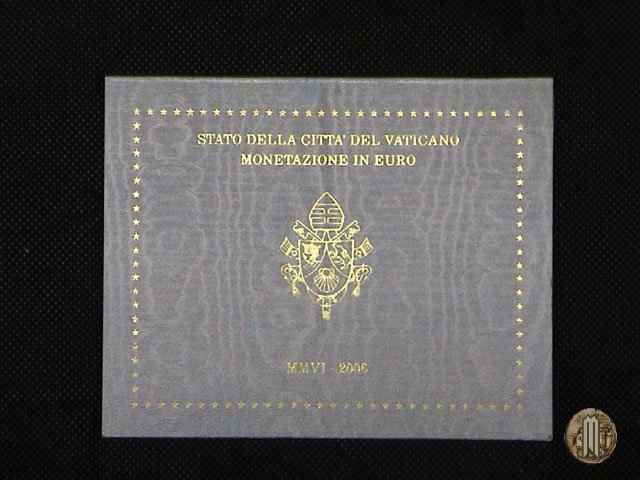 STATO DELLA CITTA' DEL VATICANO
MONETAZIONE IN EURO
MMVI - 2006